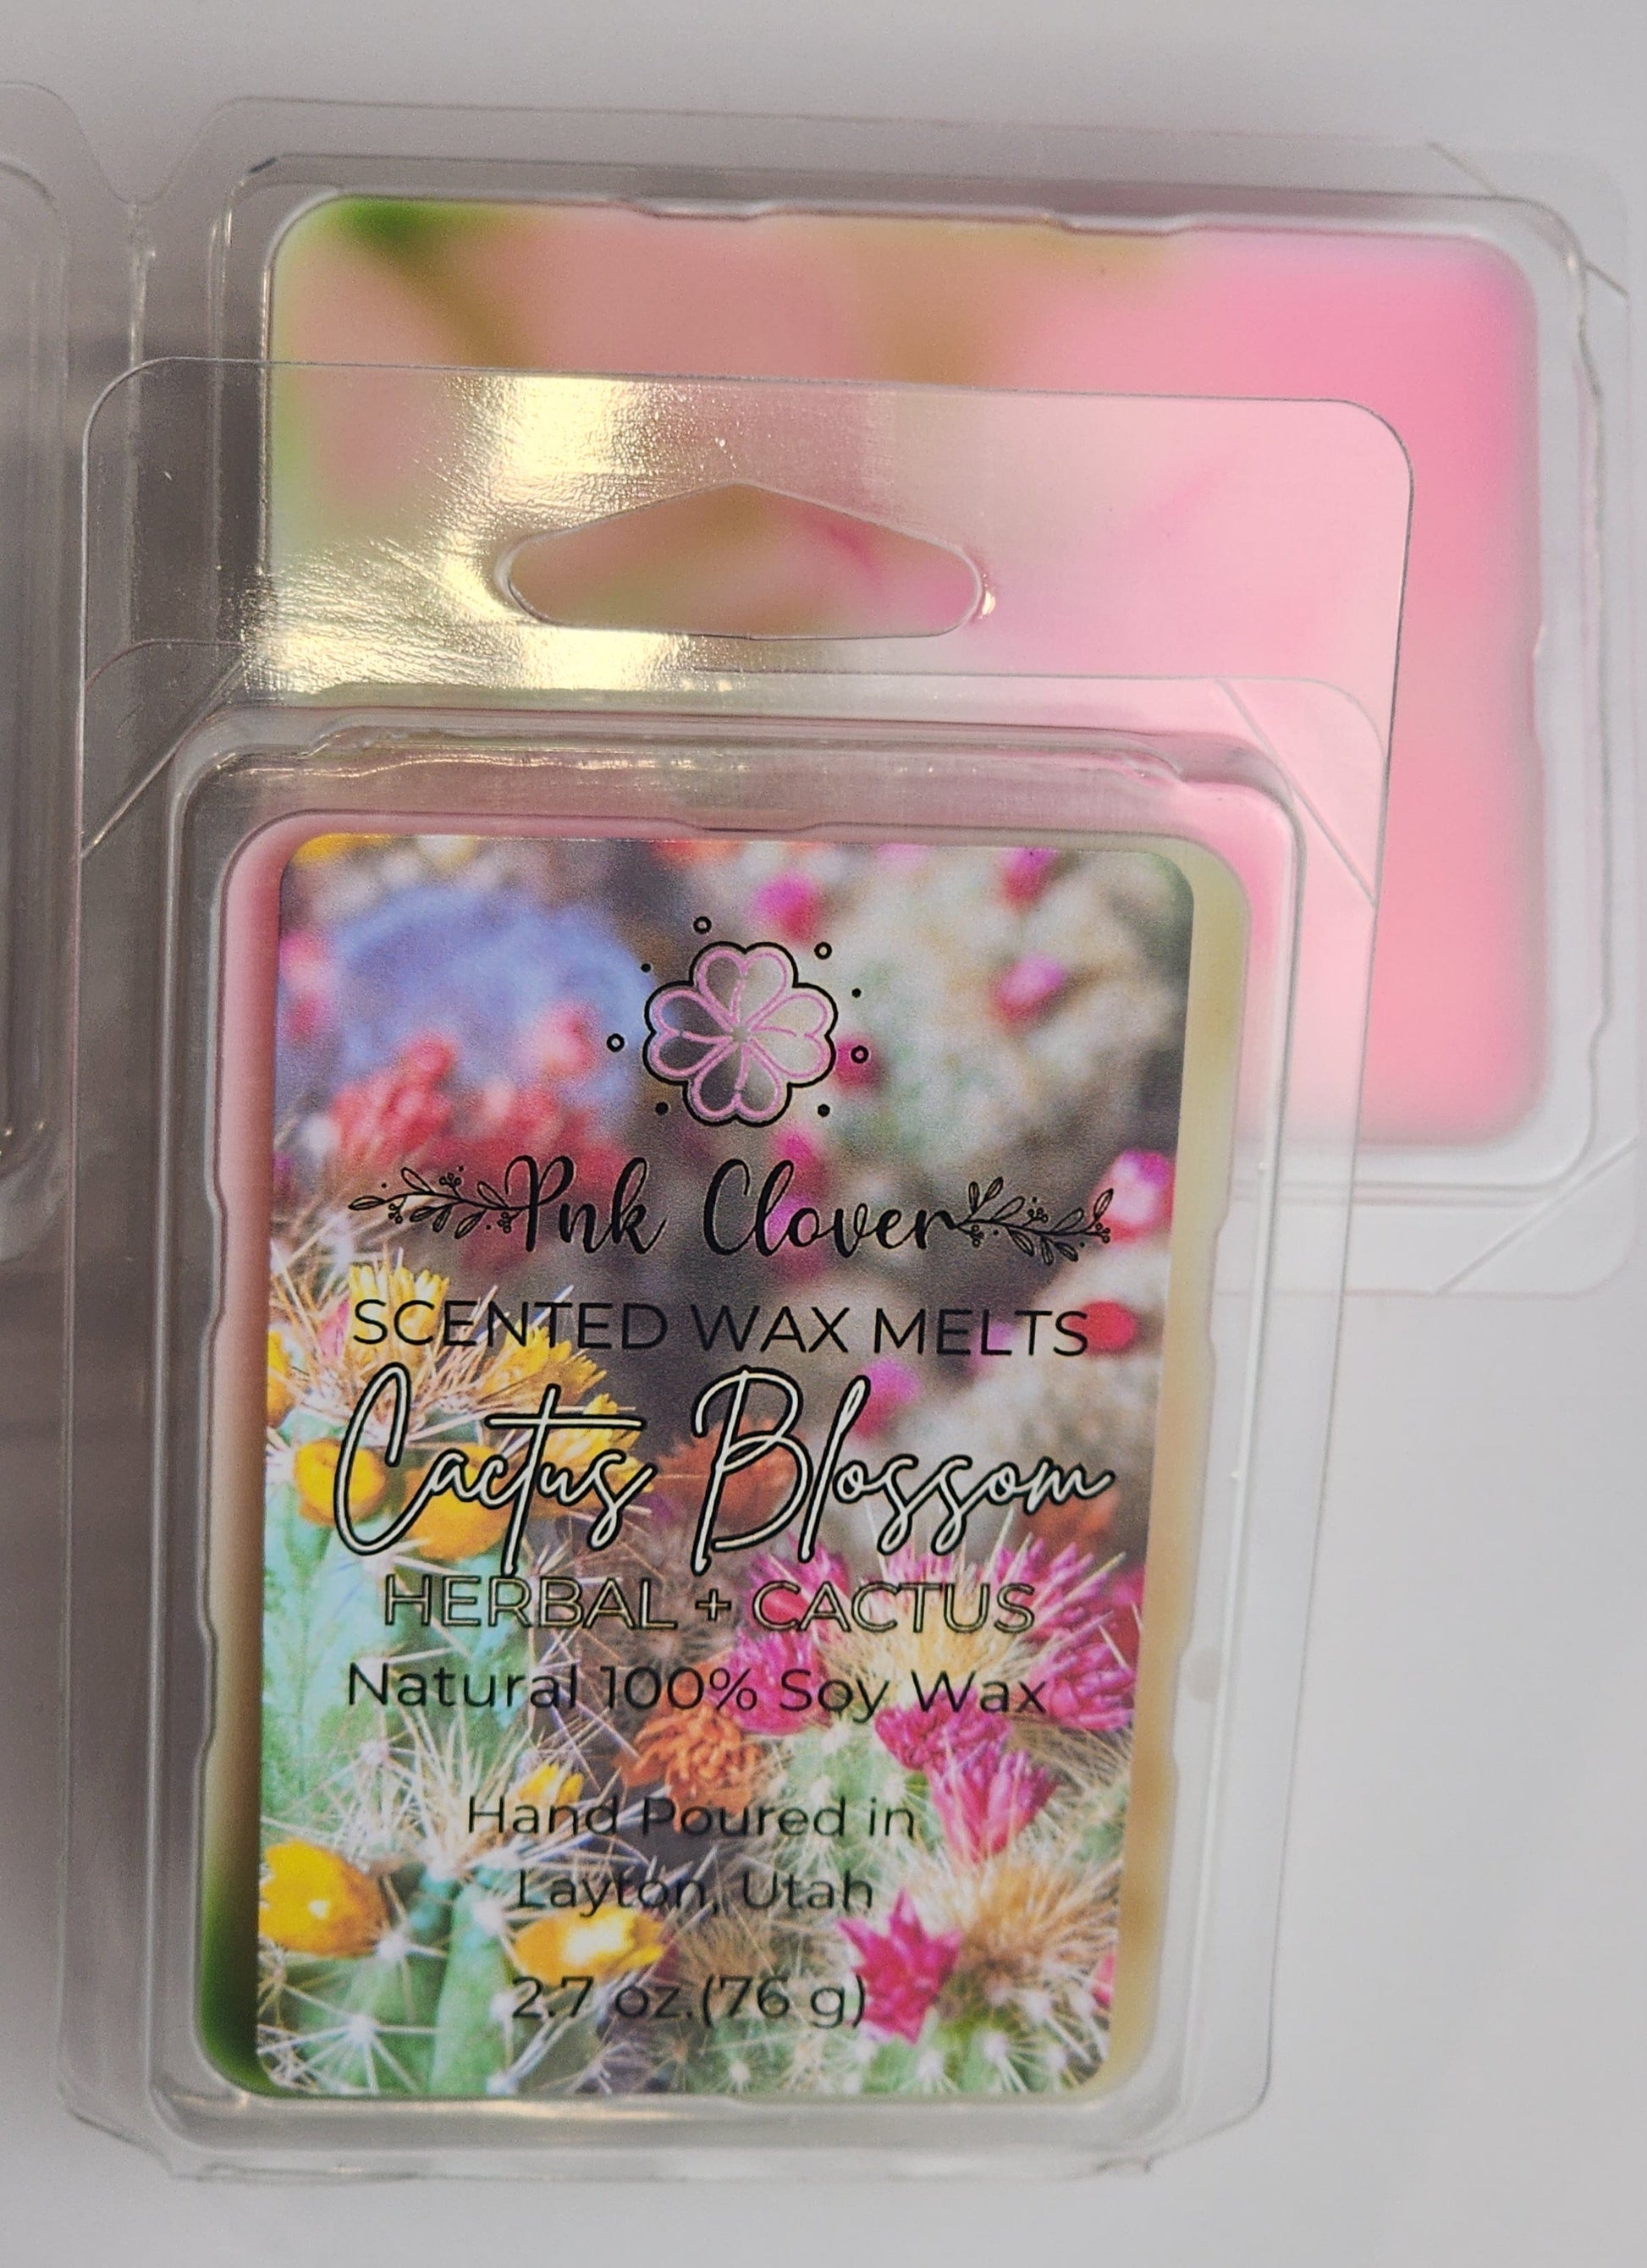 Pnk Clover
SCENTED WAX MELTS
Cactus Blossom
HERBAL + CACTUS
Natural 100% Soy Wax
Hand Poured in
Layton, Utah
2.7 oz.(76 g)